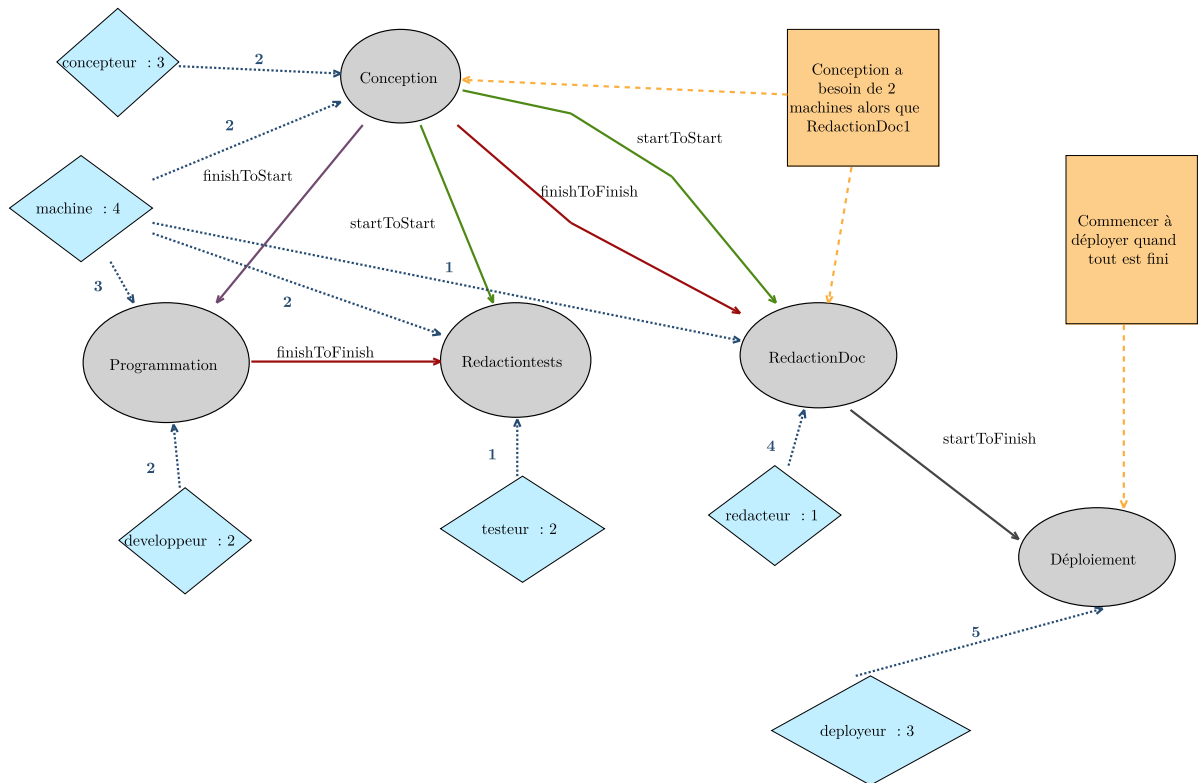 concepteur : 3
2
Conception
Conception a
besoin de 2
machines alors que
RedactionDoc1
2
startToStart
finishToStart
finishToFinish
machine : 4
startToStart
Commencer à
déployer quand
tout est fini
1
3
2
Programmation
finishToFinish
Redactiontests
RedactionDoc
2
1
4
startToFinish
developpeur : 2
testeur : 2
redacteur : 1
Déploiement
5
deployeur : 3